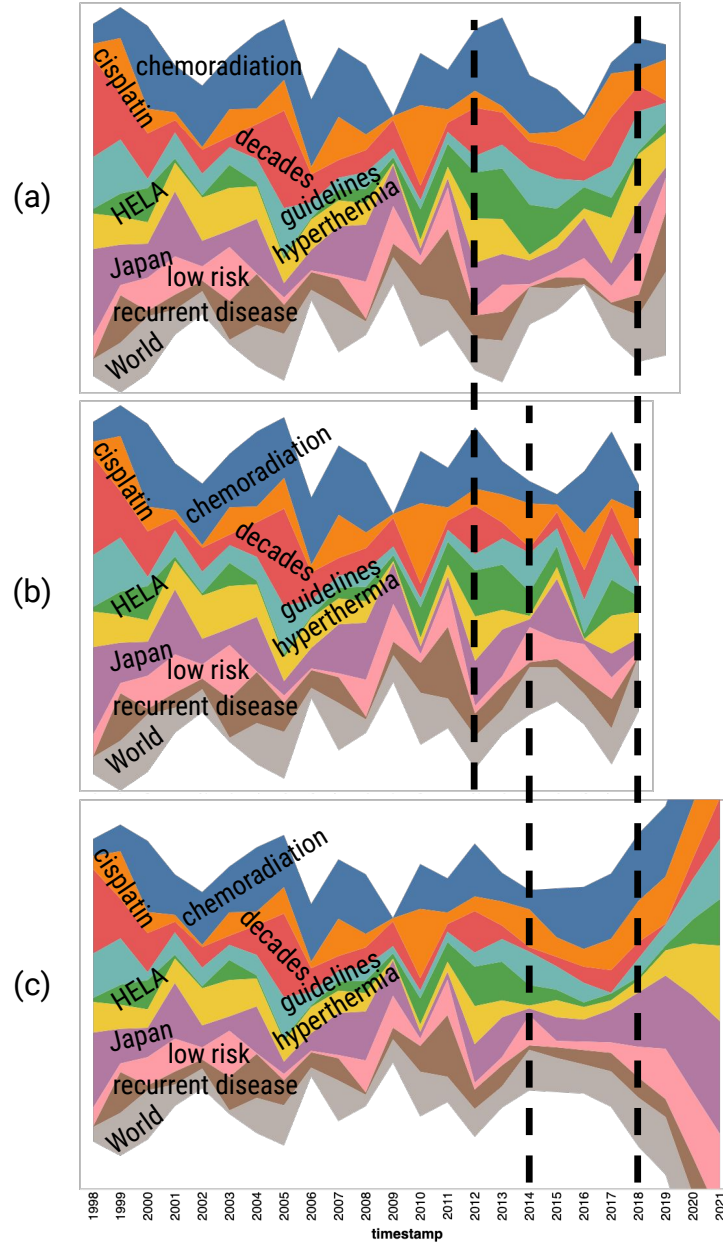 (a)
chemoradiation
cisplatin
decades
HELA
guidelines
hyperthermia
Japan
low risk
recurrent disease
World
(b)
chemoradiation
cisplatin
decades
HELA
guidelines
hyperthermia
Japan
low risk
recurrent disease
World
(c)
chemoradiation
cisplatin
decades
HELA
guidelines
hyperthermia
Japan
low risk
recurrent disease
World
1998 1999 2000 2001 2002 2003 2004 2005 2006 2007 2008 2009 2010 2011 2012 2013 2014 2015 2016 2017 2018 2019 2020 2021
timestamp